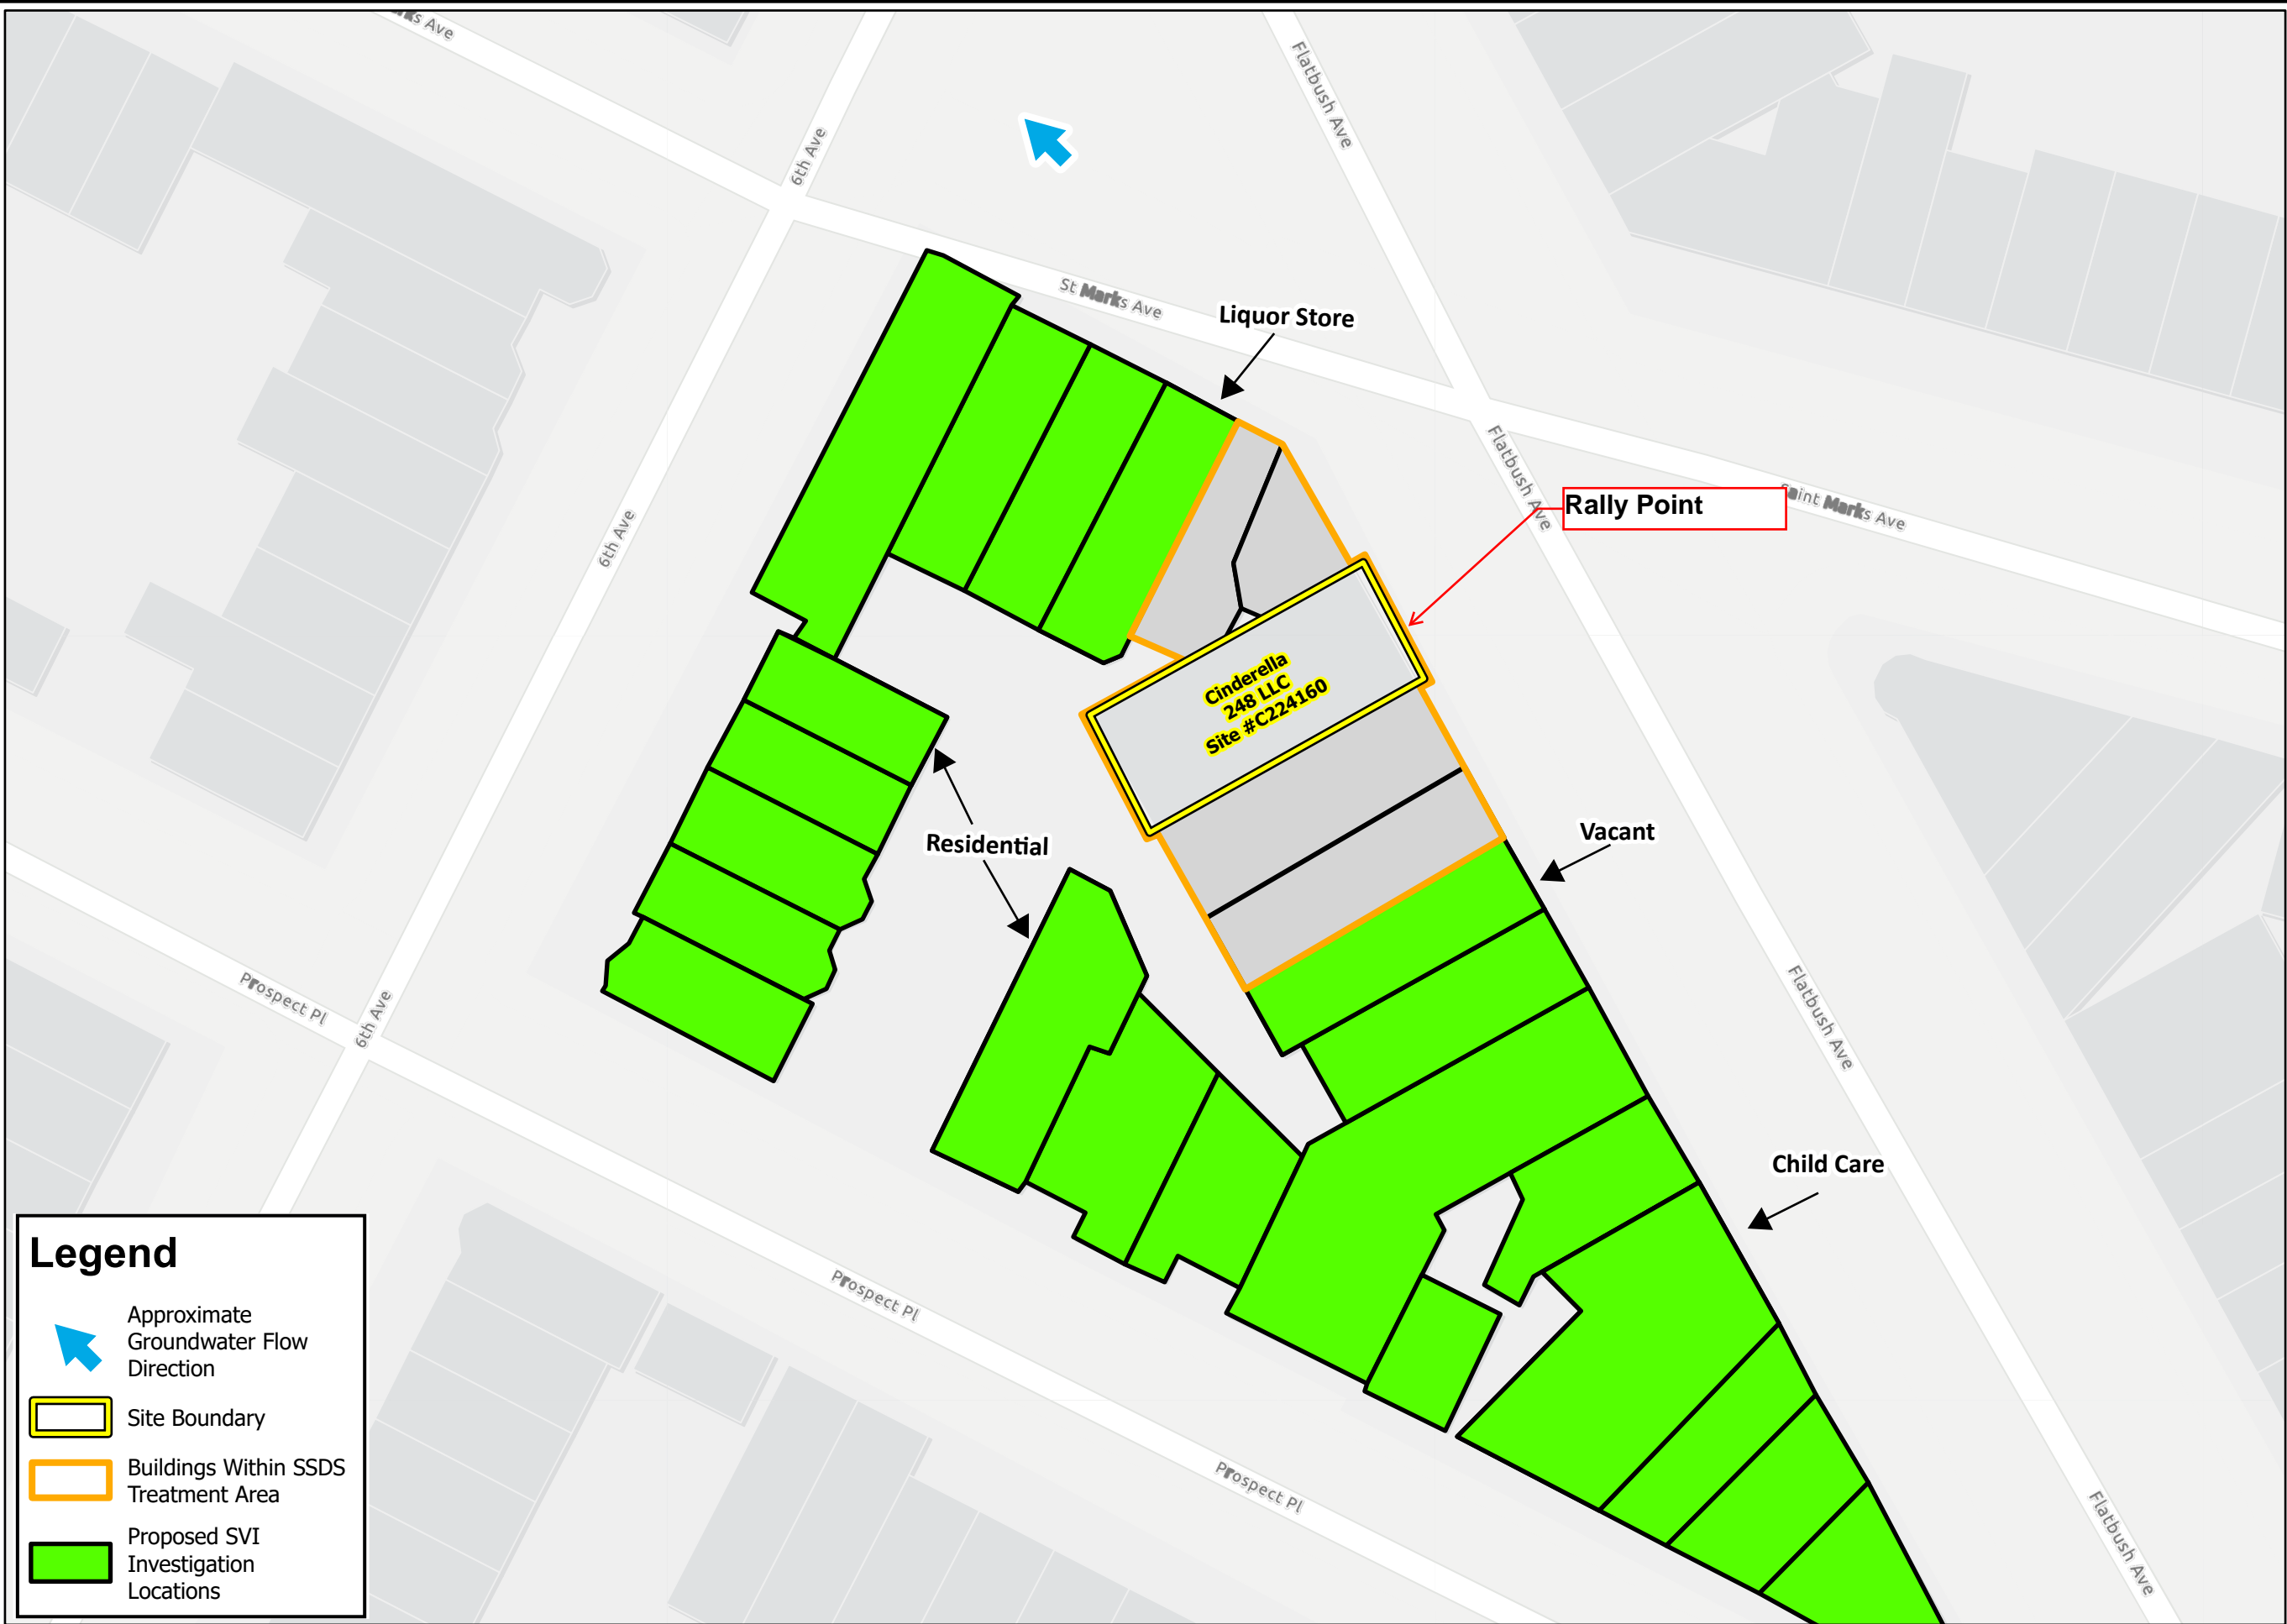 ks Ave
Flatbush Ave
6th Ave
St Marks Ave
Liquor Store
Flatbush Ave
Rally Point
Saint Marks Ave
6th Ave
Cinderella
248 LLC
Site #C224160
Vacant
Residential
Prospect Pl
6th Ave
Flatbush Ave
Child Care
Prospect Pl
Prospect Pl
Flatbush Ave
Legend
Approximate
Groundwater Flow
Direction
Site Boundary
Buildings Within SSDS
Treatment Area
Proposed SVI
Investigation
Locations